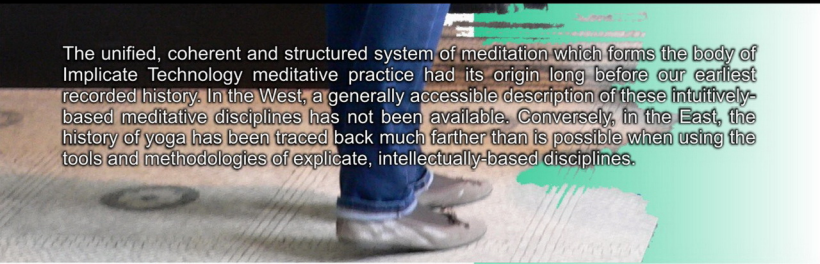 The unified, coherent and structured system of meditation which forms the body of
Implicate Technology meditative practice had its origin long before our earliest
recorded history. In the West, a generally accessible description of these intuitively-
based meditative disciplines has not been available. Conversely, in the East, the
history of yoga has been traced back much farther than is possible when using the
tools and methodologies of explicate, intellectually-based disciplines.